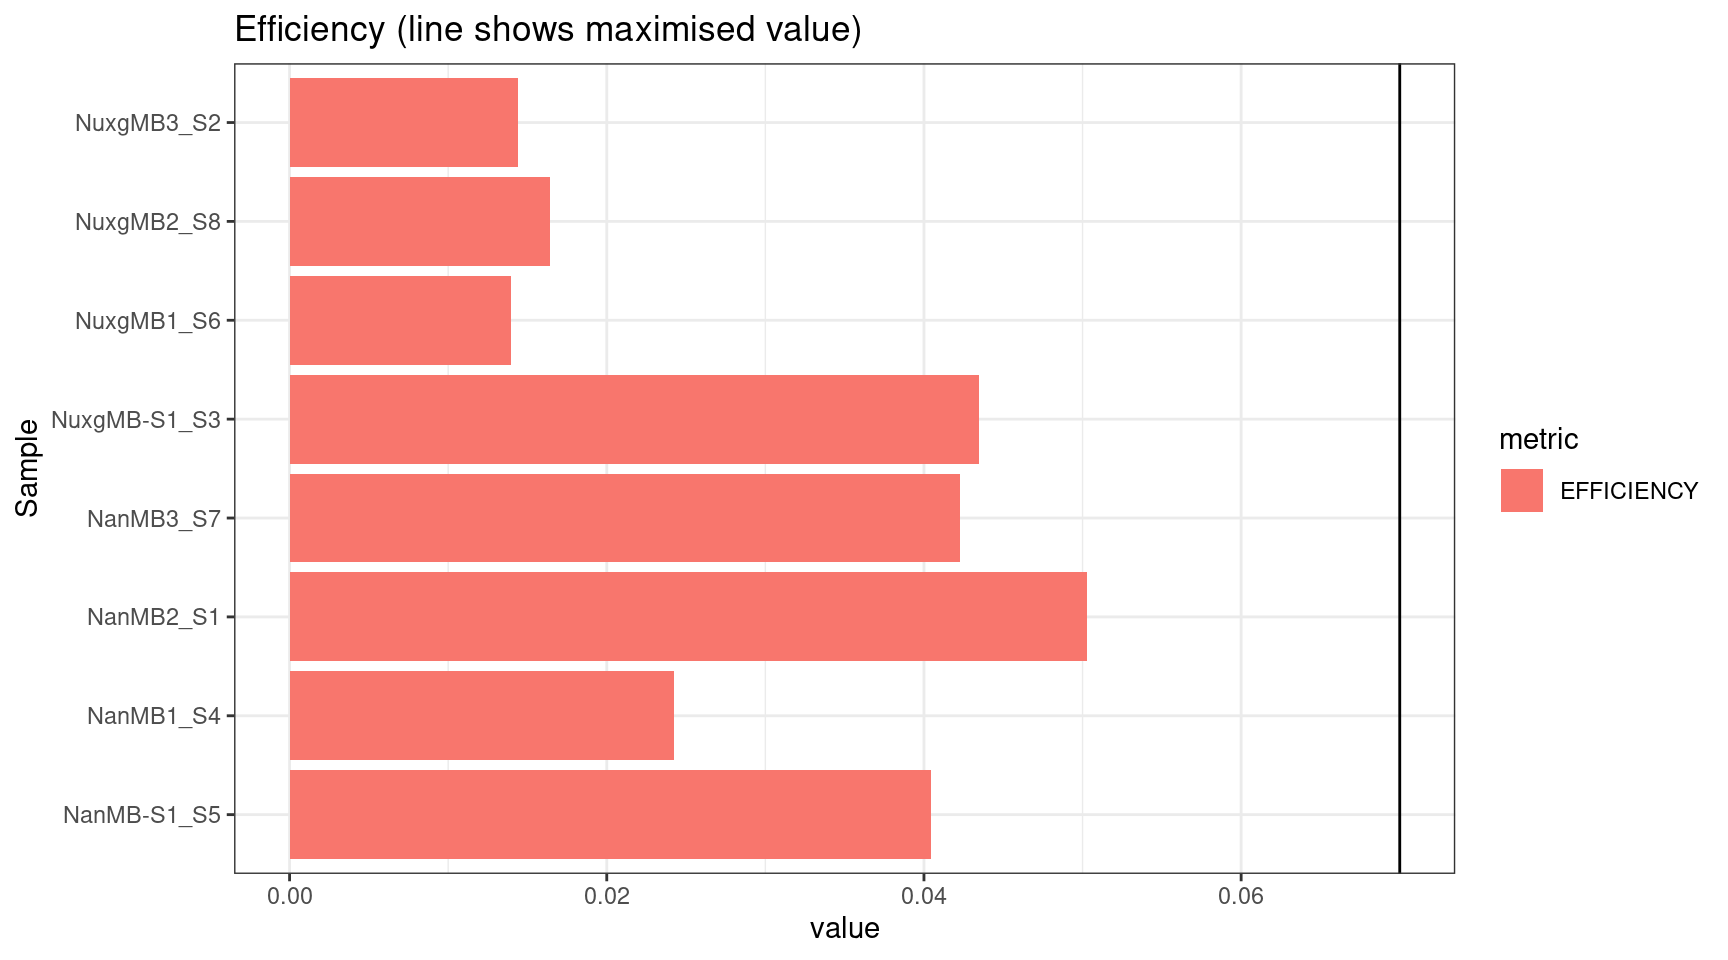 Efficiency (line shows maximised value)
NuxgMB3_S2
NuxgMB2_S8
NuxgMB1_S6
NuxgMB-S1_S3
NanMB3_S7
NanMB2_S1
NanMB1_S4
NanMB-S1_S5
Sample
0.00 0.02 0.04 0.06
value
metric
EFFICIENCY